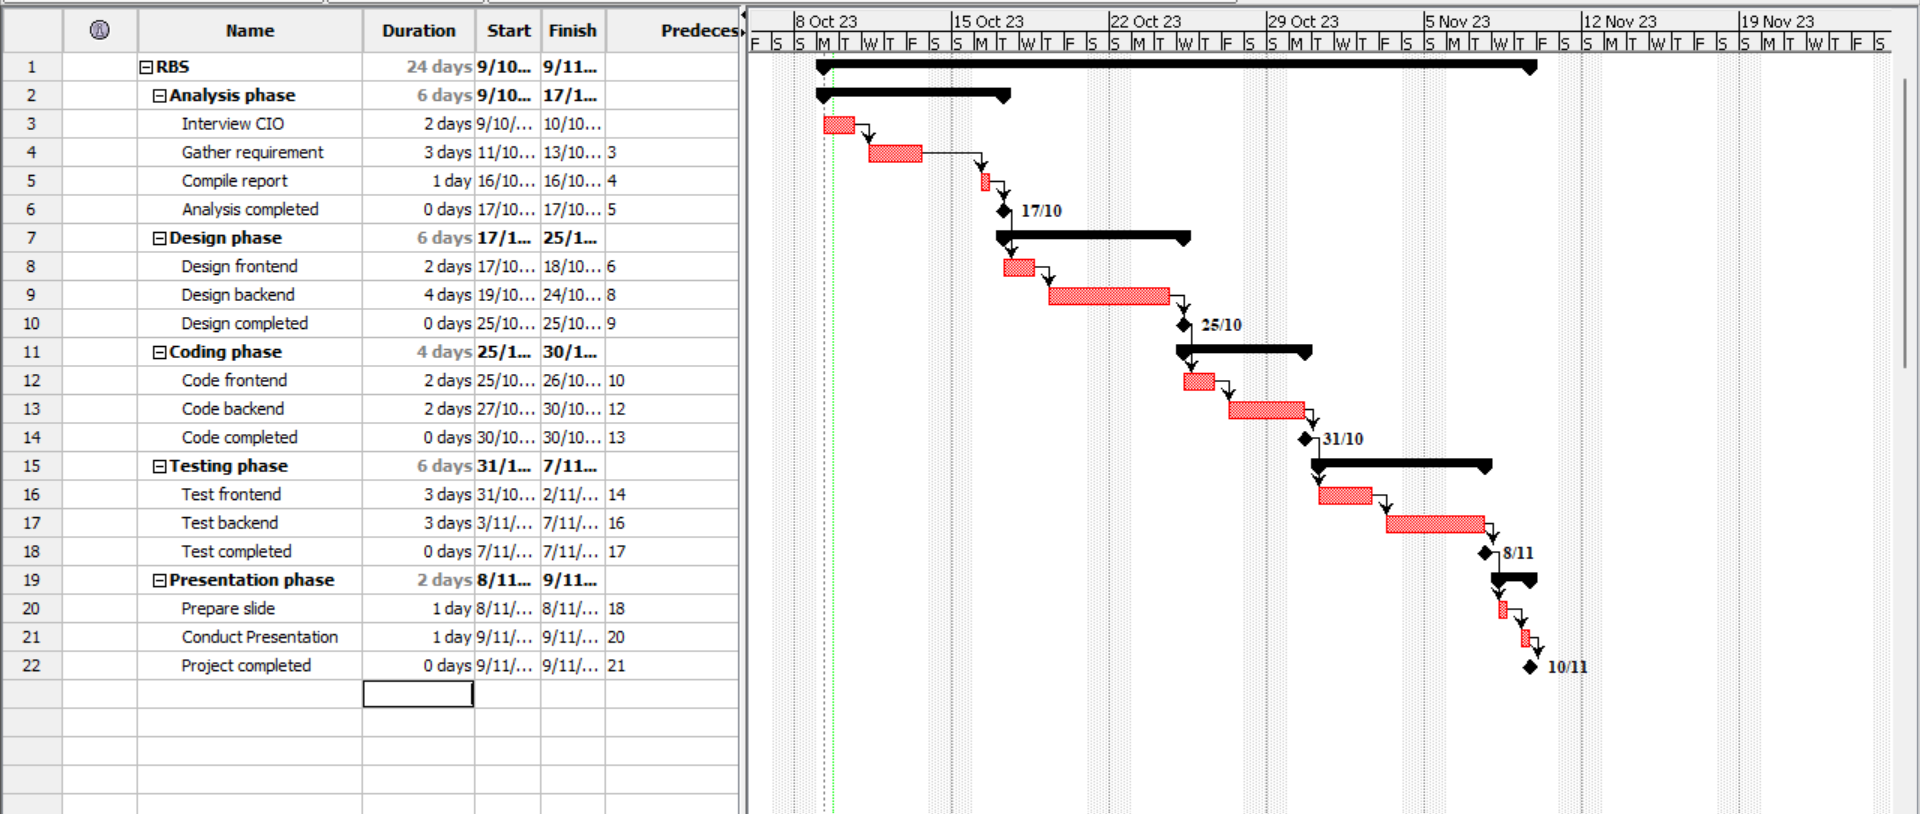 Name Duration Start Finish Predeces
8 Oct 23 15 Oct 23 22 Oct 23 29 Oct 23 5 Nov 23 12 Nov 23 19 Nov 23
F S S M T W T F S S M T W T F S S M T W T F S S M T W T F S S M T W T F S S M T W T F S S M T W T F S
1 RBS 24 days 9/10... 9/11...
2 Analysis phase 6 days 9/10... 17/1...
3 Interview CIO 2 days 9/10/... 10/10...
4 Gather requirement 3 days 11/10... 13/10... 3
5 Compile report 1 day 16/10... 16/10... 4
6 Analysis completed 0 days 17/10... 17/10... 5 17/10
7 Design phase 6 days 17/1... 25/1...
8 Design frontend 2 days 17/10... 18/10... 6
9 Design backend 4 days 19/10... 24/10... 8
10 Design completed 0 days 25/10... 25/10... 9 25/10
11 Coding phase 4 days 25/1... 30/1...
12 Code frontend 2 days 25/10... 26/10... 10
13 Code backend 2 days 27/10... 30/10... 12
14 Code completed 0 days 30/10... 30/10... 13 31/10
15 Testing phase 6 days 31/1... 7/11...
16 Test frontend 3 days 31/10... 2/11/... 14
17 Test backend 3 days 3/11/... 7/11/... 16
18 Test completed 0 days 7/11/... 7/11/... 17 8/11
19 Presentation phase 2 days 8/11... 9/11...
20 Prepare slide 1 day 8/11/... 8/11/... 18
21 Conduct Presentation 1 day 9/11/... 9/11/... 20
22 Project completed 0 days 9/11/... 9/11/... 21 10/11